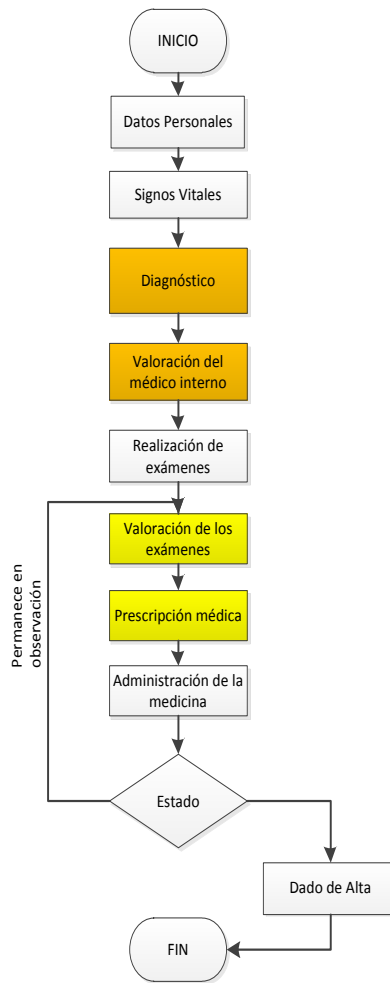 INICIO
Datos Personales
Signos Vitales
Diagnóstico
Valoración del
médico interno
Realización de
exámenes
Valoración de los
exámenes
Prescripción médica
Administración de la
medicina
Permanece en
observación
Estado
Dado de Alta
FIN